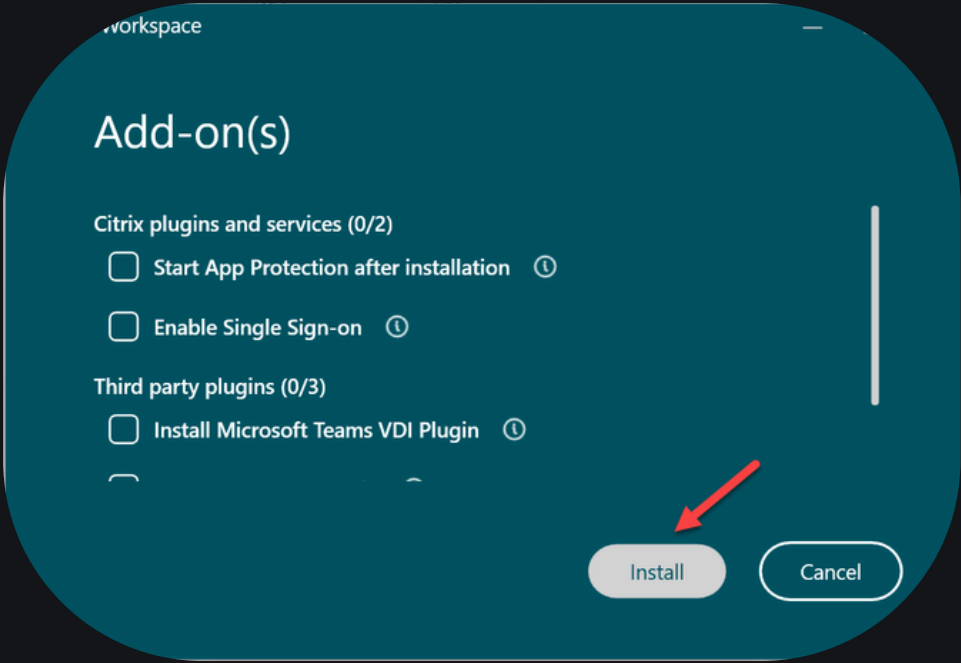 Workspace
Add-on(s)
Citrix plugins and services (0/2)
Start App Protection after installation
Enable Single Sign-on
Third party plugins (0/3)
Install Microsoft Teams VDI Plugin
Install
Cancel